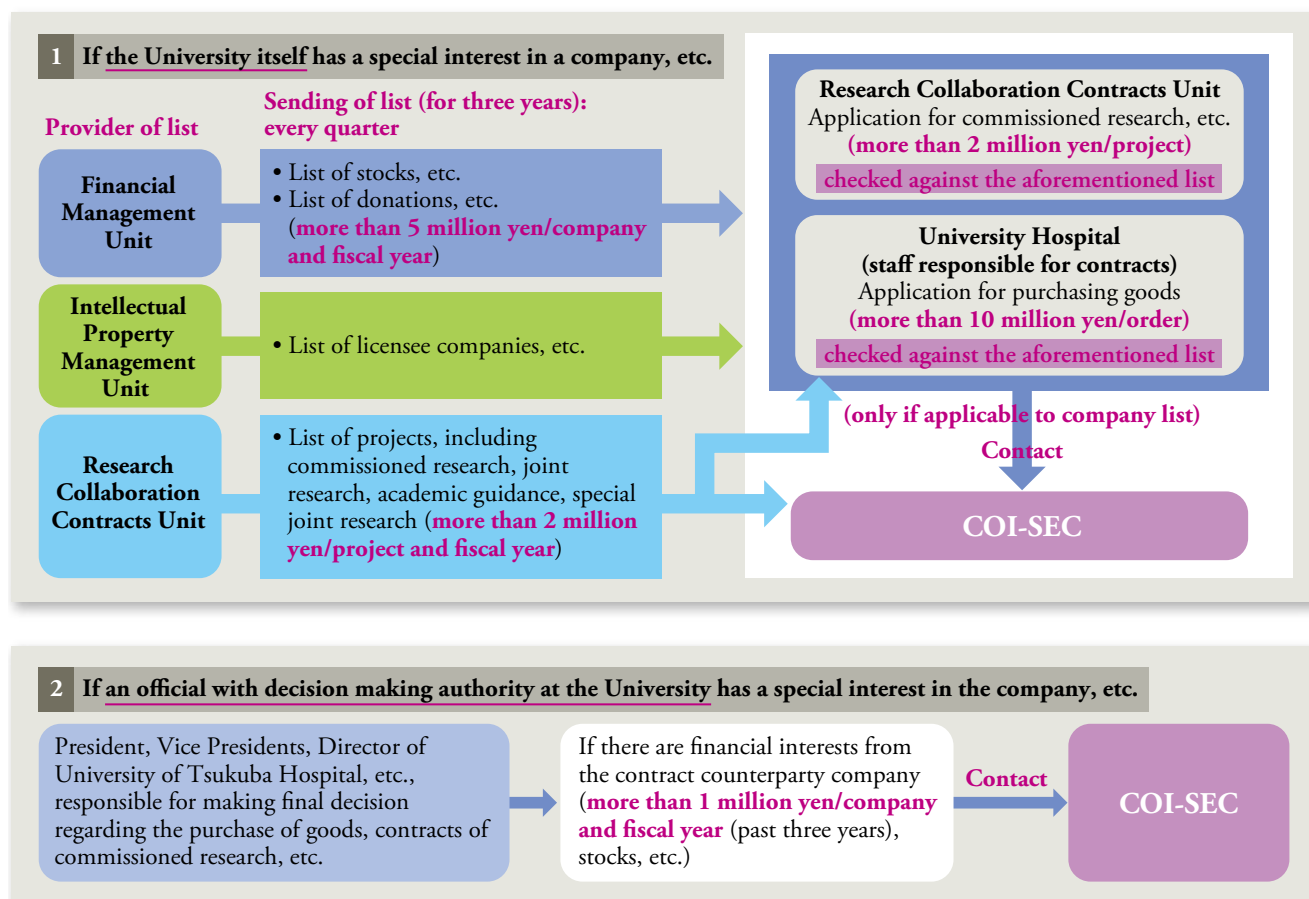 1 If the University itself has a special interest in a company, etc.
Provider of list
Sending of list (for three years):
every quarter
Financial
Management
Unit
• List of stocks, etc.
• List of donations, etc.
(more than 5 million yen/company
and fiscal year)
Intellectual
Property
Management
Unit
• List of licensee companies, etc.
Research
Collaboration
Contracts Unit
• List of projects, including
commissioned research, joint
research, academic guidance, special
joint research (more than 2 million
yen/project and fiscal year)
Research Collaboration Contracts Unit
Application for commissioned research, etc.
(more than 2 million yen/project)
checked against the aforementioned list
University Hospital
(staff responsible for contracts)
Application for purchasing goods
(more than 10 million yen/order)
checked against the aforementioned list
(only if applicable to company list)
Contact
COI-SEC
2 If an official with decision making authority at the University has a special interest in the company, etc.
President, Vice Presidents, Director of
University of Tsukuba Hospital, etc.,
responsible for making final decision
regarding the purchase of goods, contracts of
commissioned research, etc.
If there are financial interests from
the contract counterparty company
(more than 1 million yen/company
and fiscal year (past three years),
stocks, etc.)
Contact
COI-SEC